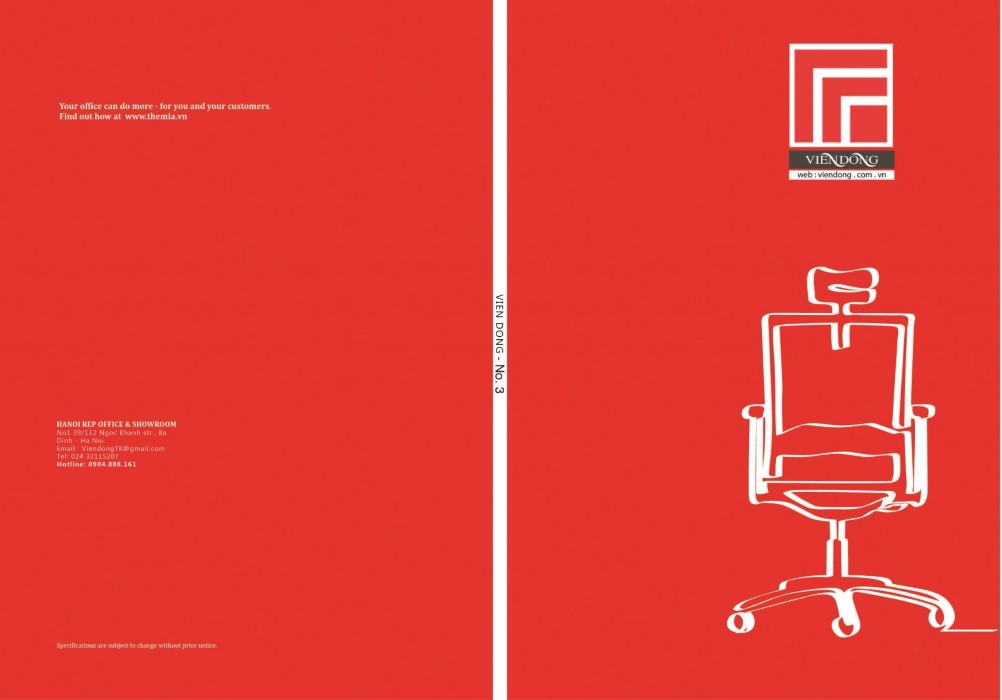 Your office can do more - for you and your customers.
Find out how at www.themia.vn
HANOI REP OFFICE & SHOWROOM
No1 39/112 Ngoc Khanh str., Ba
Dinh - Ha Noi.
Email: ViendongTK@gmail.com
Tel: 024 32115207
Hotline: 0904.888.161
Specifications are subject to change without prior notice.
VIEN DONG - No. 3
VIENDONG
web : viendong . com . vn